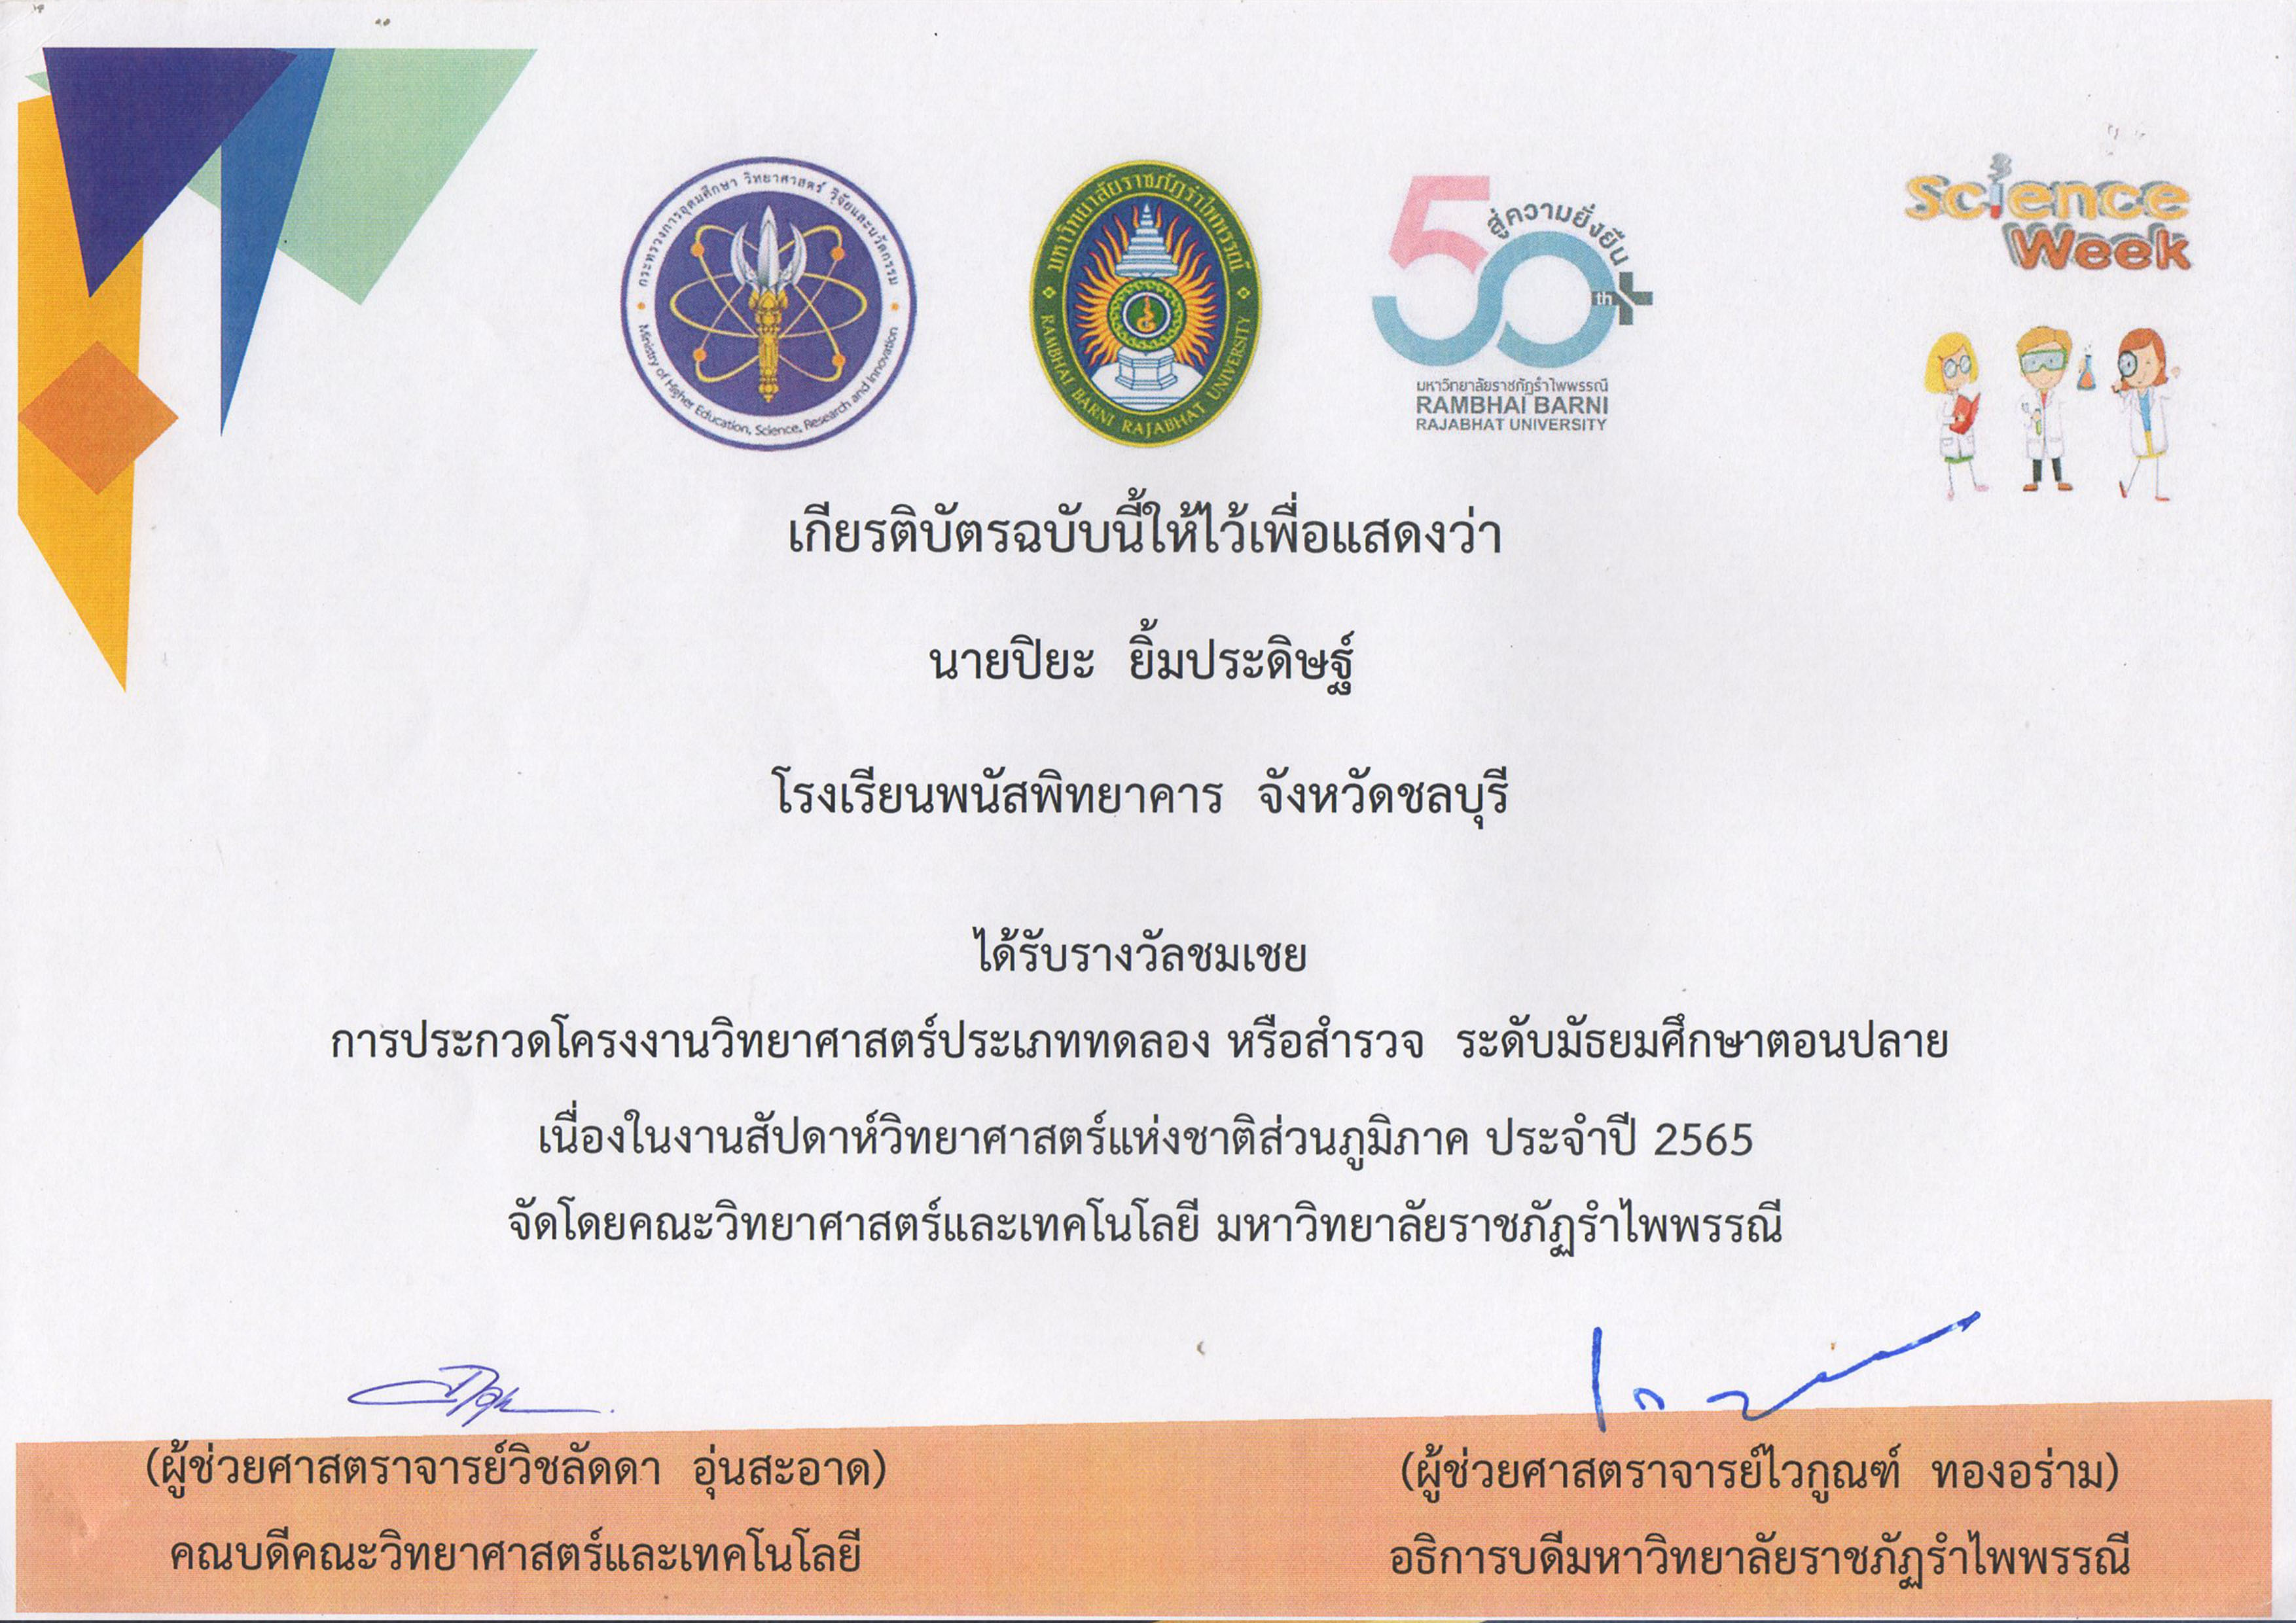 กระทรวงการอุดมศึกษา วิทยาศาสตร์ วิจัยและนวัตกรรม
Ministry of Higher Education, Science, Research and Innovation
มหาวิทยาลัยราชภัฏรำไพพรรณี
RAMBHAI BARNI RAJABHAT UNIVERSITY
50 th+
สู่ความยั่งยืน
มหาวิทยาลัยราชภัฏรำไพพรรณี
RAMBHAI BARNI
RAJABHAT UNIVERSITY
Science
Week
เกียรติบัตรฉบับนี้ให้ไว้เพื่อแสดงว่า
นายปิยะ ยิ้มประดิษฐ์
โรงเรียนพนัสพิทยาคาร จังหวัดชลบุรี
ได้รับรางวัลชมเชย
การประกวดโครงงานวิทยาศาสตร์ประเภททดลอง หรือสำรวจ ระดับมัธยมศึกษาตอนปลาย
เนื่องในงานสัปดาห์วิทยาศาสตร์แห่งชาติส่วนภูมิภาค ประจำปี 2565
จัดโดยคณะวิทยาศาสตร์และเทคโนโลยี มหาวิทยาลัยราชภัฏรำไพพรรณี
(ผู้ช่วยศาสตราจารย์วิชลัดดา อุ่นสะอาด)
คณบดีคณะวิทยาศาสตร์และเทคโนโลยี
(ผู้ช่วยศาสตราจารย์ไวกูณฑ์ ทองอร่าม)
อธิการบดีมหาวิทยาลัยราชภัฏรำไพพรรณี